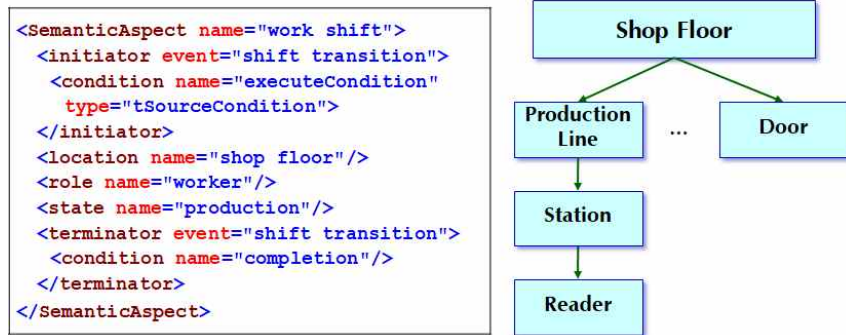 <SemanticAspect name="work shift">
<initiator event="shift transition">
<condition name="executeCondition"
type="tSourceCondition">
</initiator>
<location name="shop floor"/>
<role name="worker"/>
<state name="production"/>
<terminator event="shift transition">
<condition name="completion"/>
</terminator>
</SemanticAspect>
Shop Floor
Production
Line
...
Door
Station
Reader